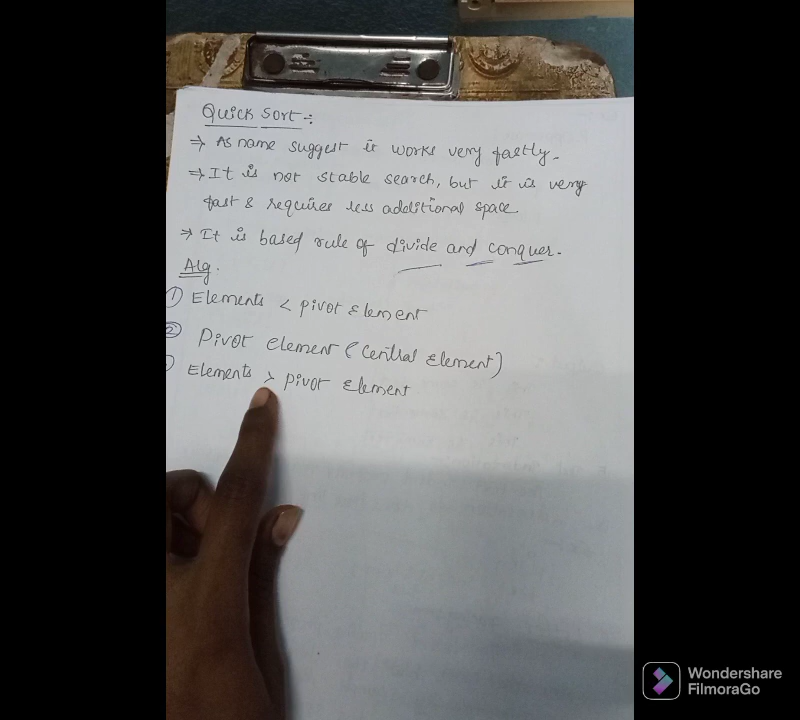 Quick Sort :-
⇒ As name suggest it works very fastly.
⇒ It is not stable search, but it is very
fast & requires less additional space.
⇒ It is based rule of divide and conquer.
Alg.
① Elements < pivot Element
② Pivot element (Central Element)
Elements > pivot Element
Wondershare
FilmoraGo